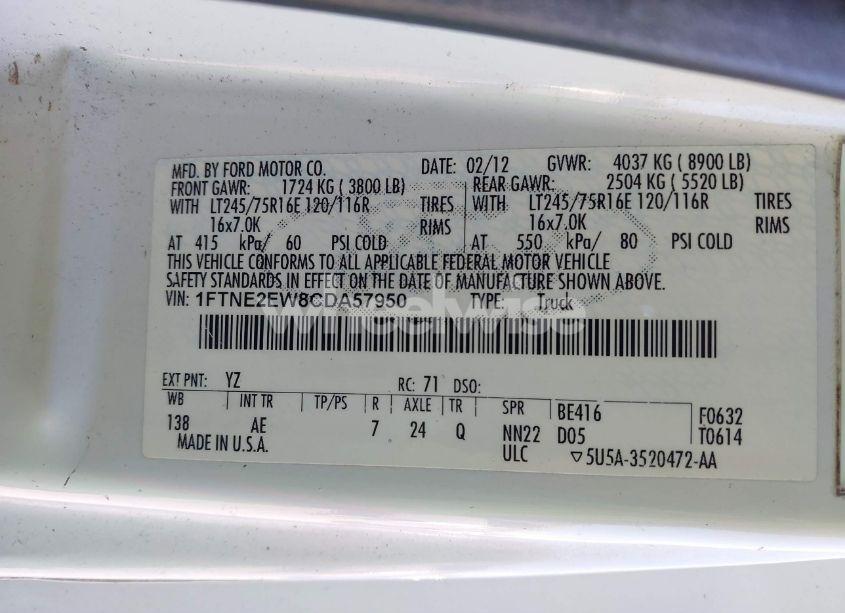 MFD. BY FORD MOTOR CO. DATE: 02/12 GVWR: 4037 KG ( 8900 LB)
FRONT GAWR: 1724 KG ( 3800 LB) REAR GAWR: 2504 KG ( 5520 LB)
WITH LT245/75R16E 120/116R TIRES WITH LT245/75R16E 120/116R TIRES
16x7.0K RIMS 16x7.0K RIMS
AT 415 kPa/ 60 PSI COLD AT 550 kPa/ 80 PSI COLD
THIS VEHICLE CONFORMS TO ALL APPLICABLE FEDERAL MOTOR VEHICLE
SAFETY STANDARDS IN EFFECT ON THE DATE OF MANUFACTURE SHOWN ABOVE.
VIN: 1FTNE2EW8CDA57950 TYPE: Truck
wheelwise
EXT PNT: YZ RC: 71 DSO:
WB INT TR TP/PS R AXLE TR SPR BE416 F0632
138 AE 7 24 Q NN22 D05 T0614
MADE IN U.S.A. ULC ▽5U5A-3520472-AA